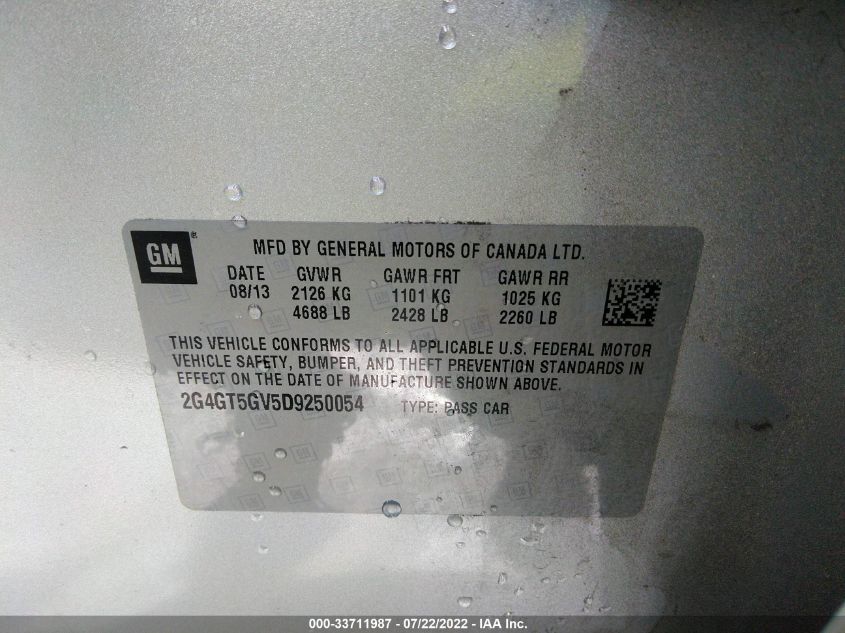 GM
MFD BY GENERAL MOTORS OF CANADA LTD.
DATE GVWR GAWR FRT GAWR RR
08/13 2126 KG 1101 KG 1025 KG
4688 LB 2428 LB 2260 LB
THIS VEHICLE CONFORMS TO ALL APPLICABLE U.S. FEDERAL MOTOR
VEHICLE SAFETY, BUMPER, AND THEFT PREVENTION STANDARDS IN
EFFECT ON THE DATE OF MANUFACTURE SHOWN ABOVE.
2G4GT5GV5D9250054 TYPE: PASS CAR
000-33711987 - 07/22/2022 - IAA Inc.